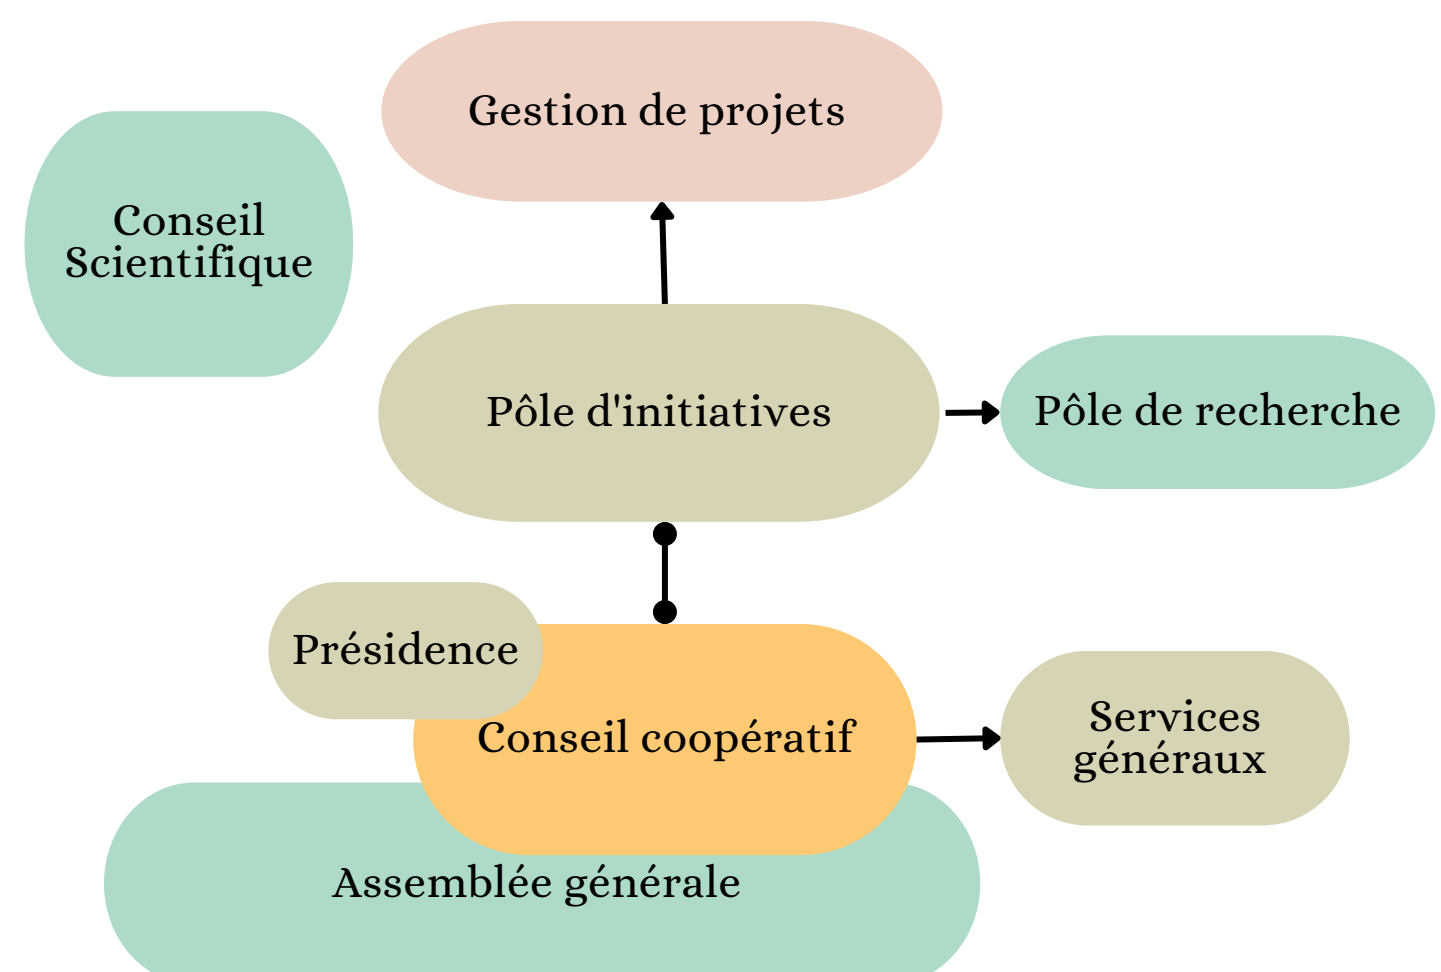 Gestion de projets
Conseil
Scientifique
Pôle d'initiatives
Pôle de recherche
Présidence
Conseil coopératif
Services
généraux
Assemblée générale